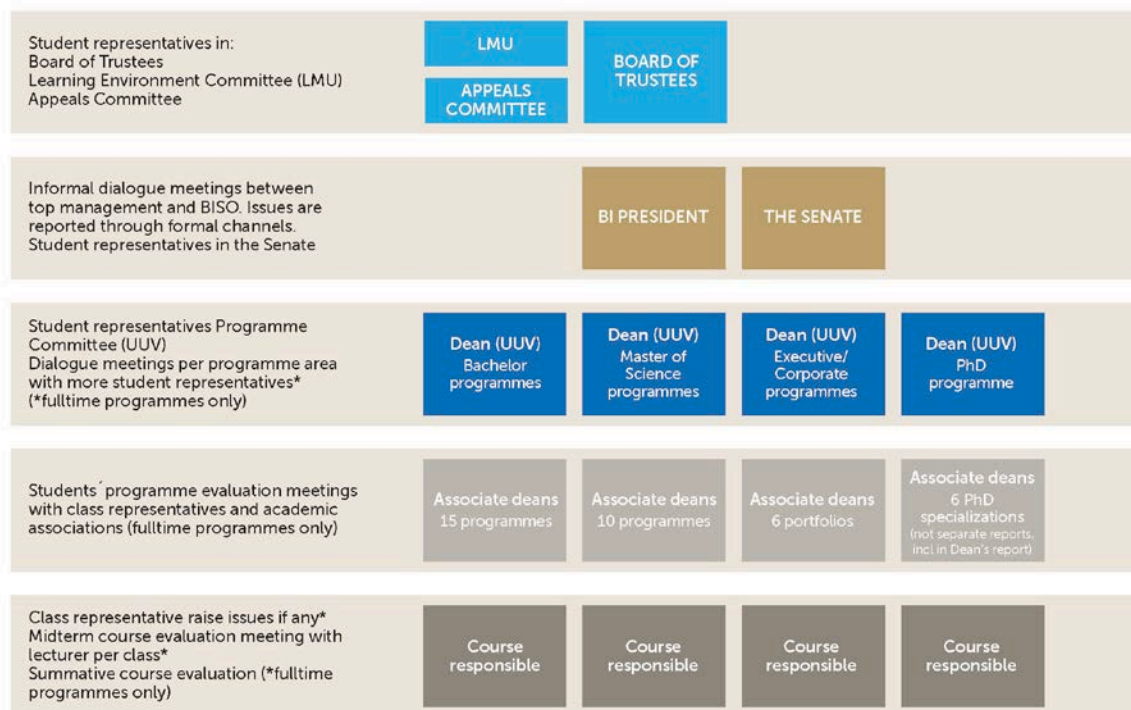 Student representatives in:
Board of Trustees
Learning Environment Committee (LMU)
Appeals Committee
LMU
APPEALS
COMMITTEE
BOARD OF
TRUSTEES
Informal dialogue meetings between
top management and BISO. Issues are
reported through formal channels.
Student representatives in the Senate
BI PRESIDENT
THE SENATE
Student representatives Programme
Committee (UUV)
Dialogue meetings per programme area
with more student representatives*
(*fulltime programmes only)
Dean (UUV)
Bachelor
programmes
Dean (UUV)
Master of
Science
programmes
Dean (UUV)
Executive/
Corporate
programmes
Dean (UUV)
PhD
programme
Students´programme evaluation meetings
with class representatives and academic
associations (fulltime programmes only)
Associate deans
15 programmes
Associate deans
10 programmes
Associate deans
6 portfolios
Associate deans
6 PhD
specializations
(not separate reports,
incl in Dean's report)
Class representative raise issues if any*
Midterm course evaluation meeting with
lecturer per class*
Summative course evaluation (*fulltime
programmes only)
Course
responsible
Course
responsible
Course
responsible
Course
responsible